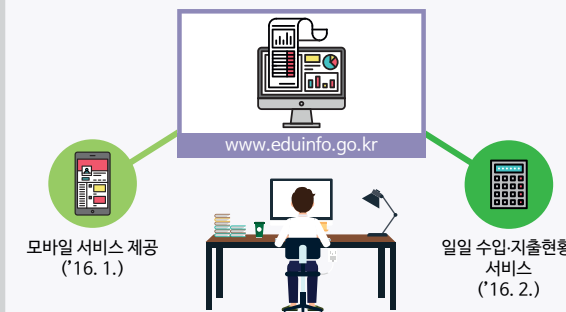 www.eduinfo.go.kr
모바일 서비스 제공
('16. 1.)
일일 수입·지출현황
서비스
('16. 2.)